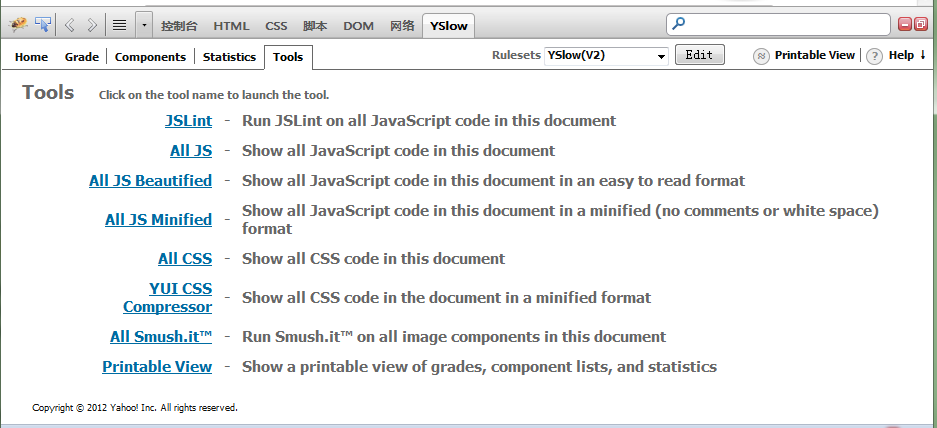 控制台 HTML CSS 脚本 DOM 网络 YSlow
Home Grade Components Statistics Tools Rulesets YSlow(V2) Edit Printable View ? Help ↓
Tools Click on the tool name to launch the tool.
JSLint - Run JSLint on all JavaScript code in this document
All JS - Show all JavaScript code in this document
All JS Beautified - Show all JavaScript code in this document in an easy to read format
All JS Minified - Show all JavaScript code in this document in a minified (no comments or white space)
format
All CSS - Show all CSS code in this document
YUI CSS
Compressor - Show all CSS code in the document in a minified format
All Smush.it™ - Run Smush.it™ on all image components in this document
Printable View - Show a printable view of grades, component lists, and statistics
Copyright © 2012 Yahoo! Inc. All rights reserved.